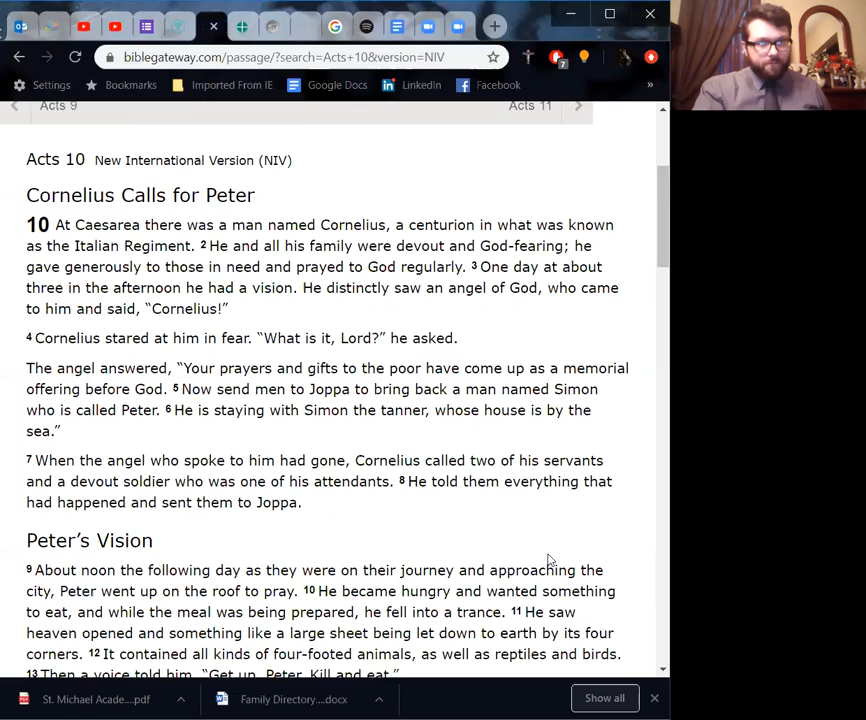 biblegateway.com/passage/?search=Acts+10&version=NIV
7
Settings Bookmarks Imported From IE Google Docs LinkedIn Facebook »
Acts 9 Acts 11
Acts 10 New International Version (NIV)
Cornelius Calls for Peter
10 At Caesarea there was a man named Cornelius, a centurion in what was known
as the Italian Regiment. 2 He and all his family were devout and God-fearing; he
gave generously to those in need and prayed to God regularly. 3 One day at about
three in the afternoon he had a vision. He distinctly saw an angel of God, who came
to him and said, “Cornelius!”
4 Cornelius stared at him in fear. “What is it, Lord?” he asked.
The angel answered, “Your prayers and gifts to the poor have come up as a memorial
offering before God. 5 Now send men to Joppa to bring back a man named Simon
who is called Peter. 6 He is staying with Simon the tanner, whose house is by the
sea.”
7 When the angel who spoke to him had gone, Cornelius called two of his servants
and a devout soldier who was one of his attendants. 8 He told them everything that
had happened and sent them to Joppa.
Peter’s Vision
9 About noon the following day as they were on their journey and approaching the
city, Peter went up on the roof to pray. 10 He became hungry and wanted something
to eat, and while the meal was being prepared, he fell into a trance. 11 He saw
heaven opened and something like a large sheet being let down to earth by its four
corners. 12 It contained all kinds of four-footed animals, as well as reptiles and birds.
13 Then a voice told him, “Get up, Peter. Kill and eat.”
St. Michael Acade....pdf Family Directory....docx Show all